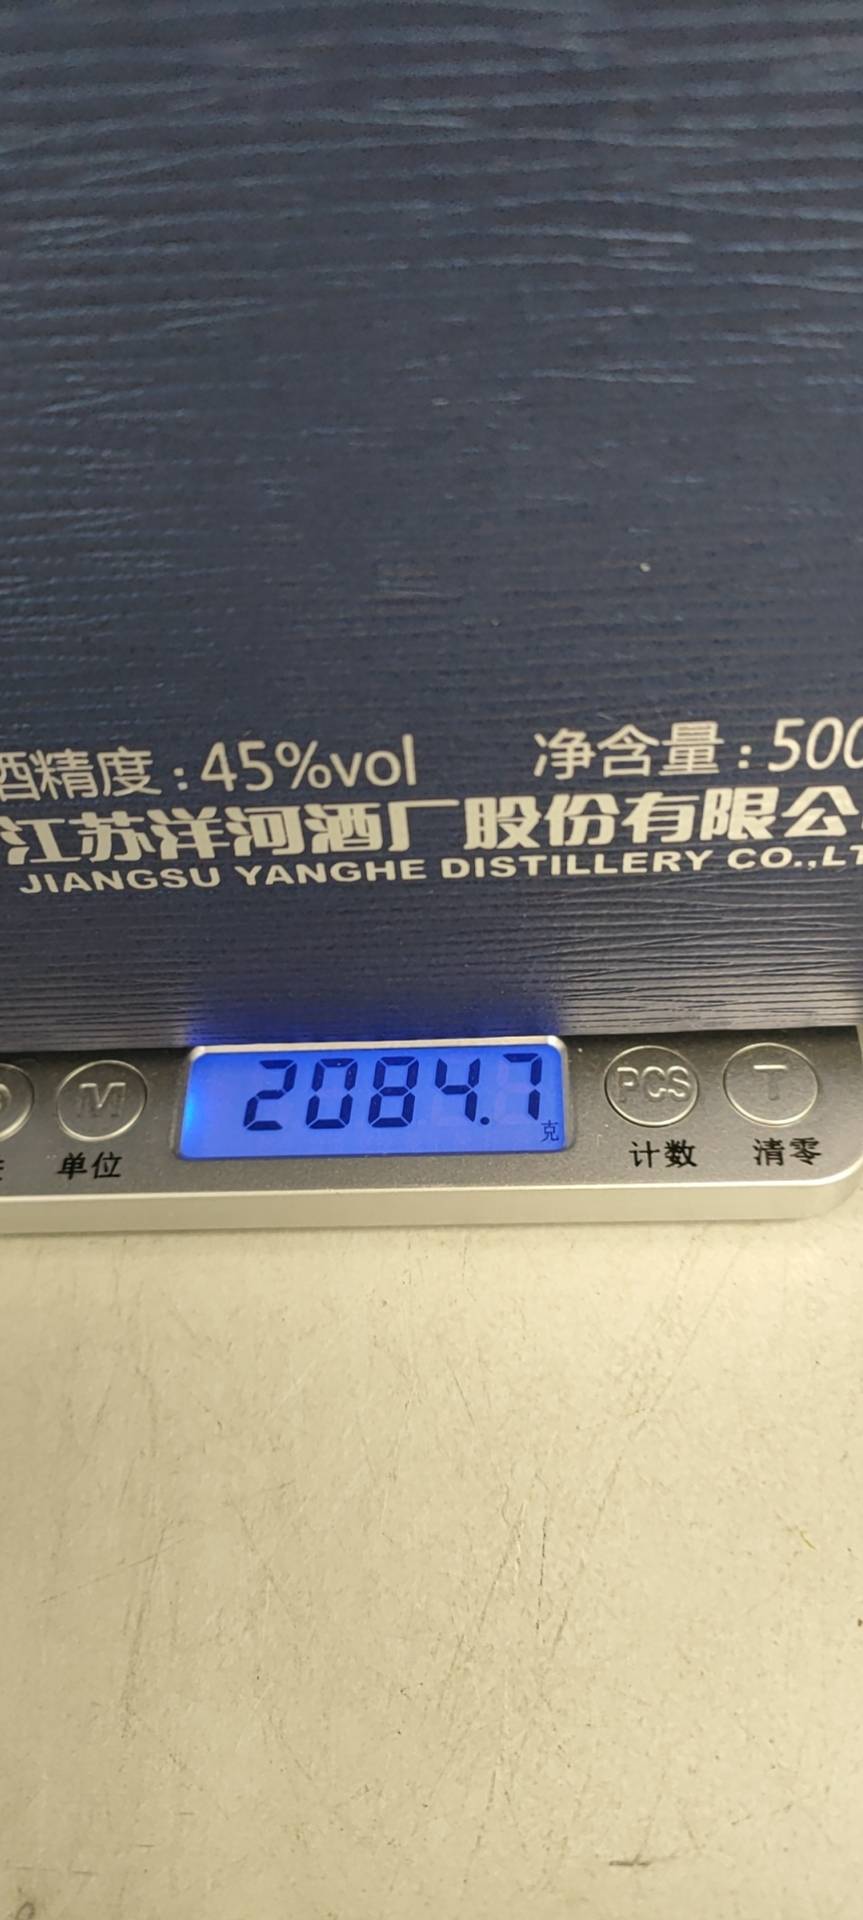 酒精度：45%vol 净含量：500
江苏洋河酒厂股份有限公
JIANGSU YANGHE DISTILLERY CO.,LT
2084.7 克
M PCS T
单位 计数 清零